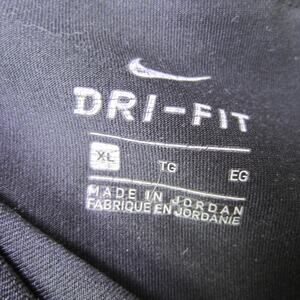 DRI-FIT
XL TG EG
MADE IN JORDAN
FABRIQUE EN JORDANIE